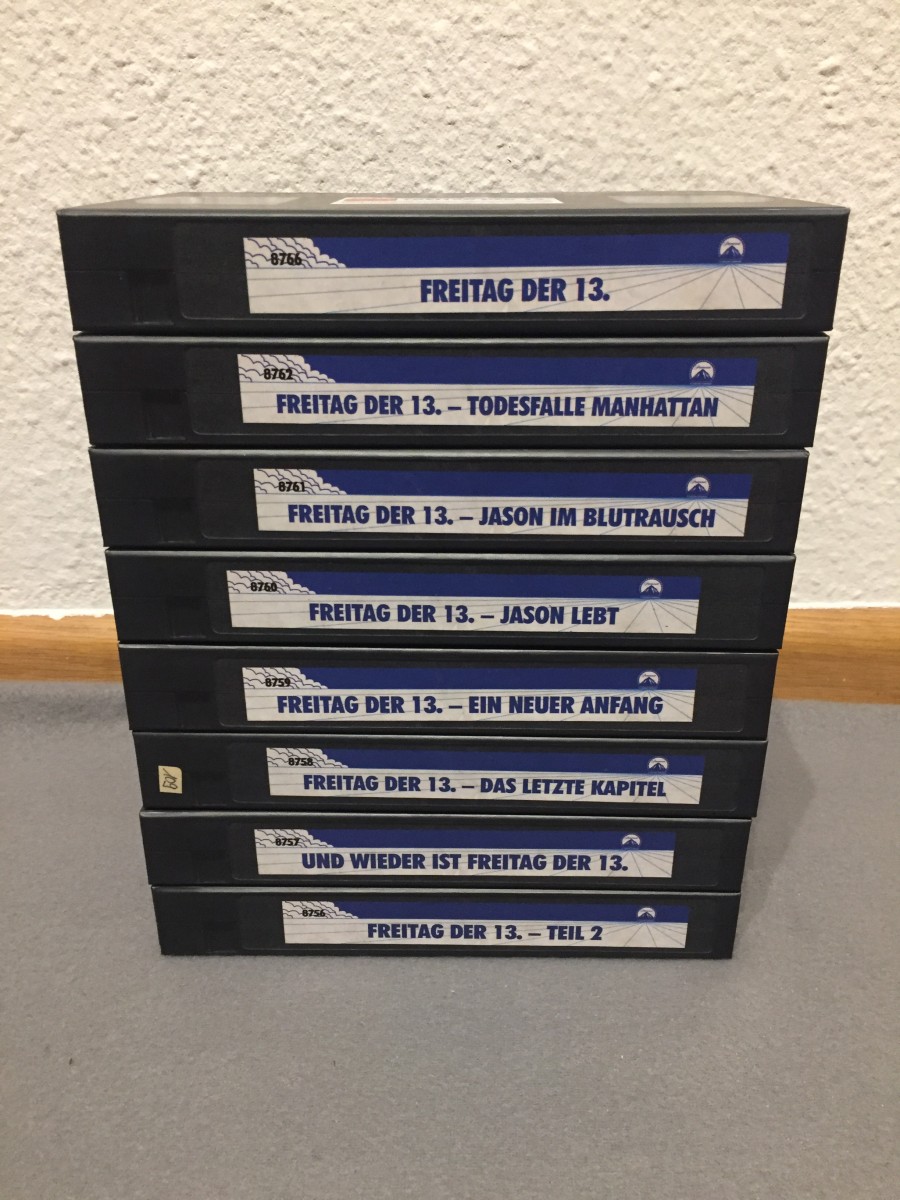 8766
FREITAG DER 13.
8762
FREITAG DER 13. – TODESFALLE MANHATTAN
8761
FREITAG DER 13. – JASON IM BLUTRAUSCH
8760
FREITAG DER 13. – JASON LEBT
8759
FREITAG DER 13. – EIN NEUER ANFANG
8758
FREITAG DER 13. – DAS LETZTE KAPITEL
8757
UND WIEDER IST FREITAG DER 13.
8756
FREITAG DER 13. – TEIL 2